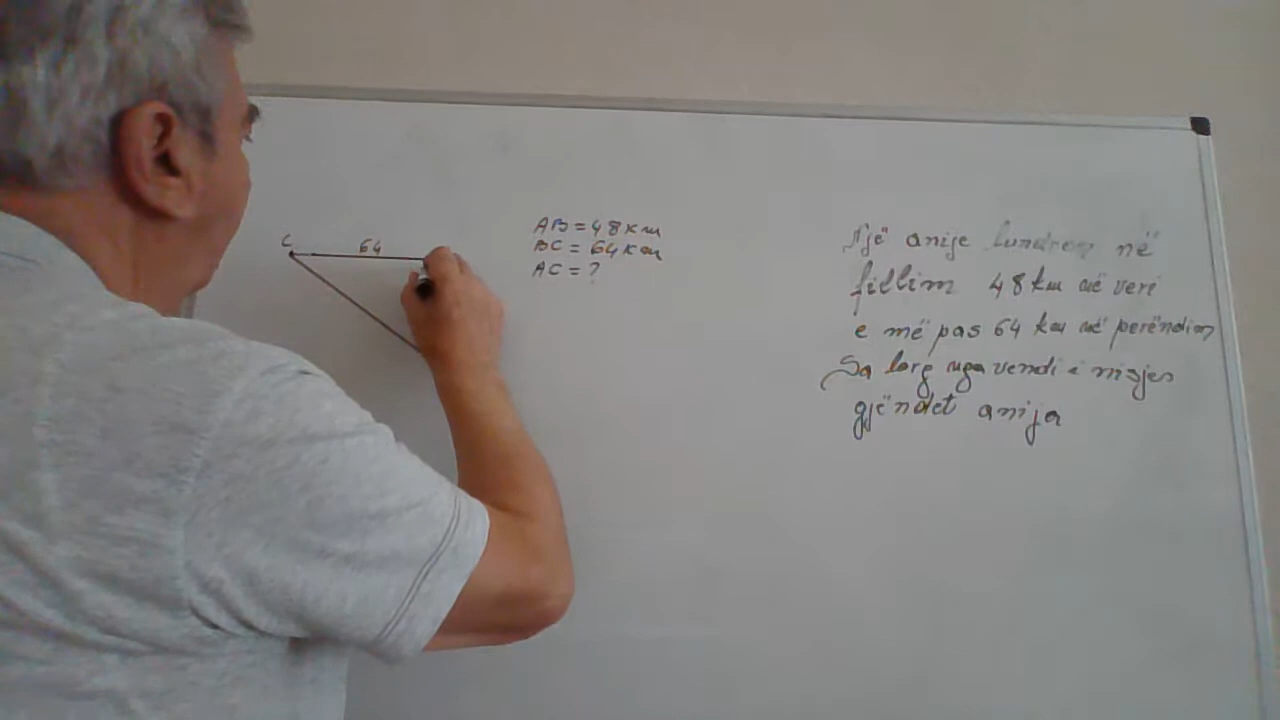 C
64
AB = 48 km
BC = 64 km
AC = ?
Një anije lundron në
fillim 48 km në veri
e më pas 64 km në perëndim
Sa larg nga vendi i nisjes
gjëndet anija